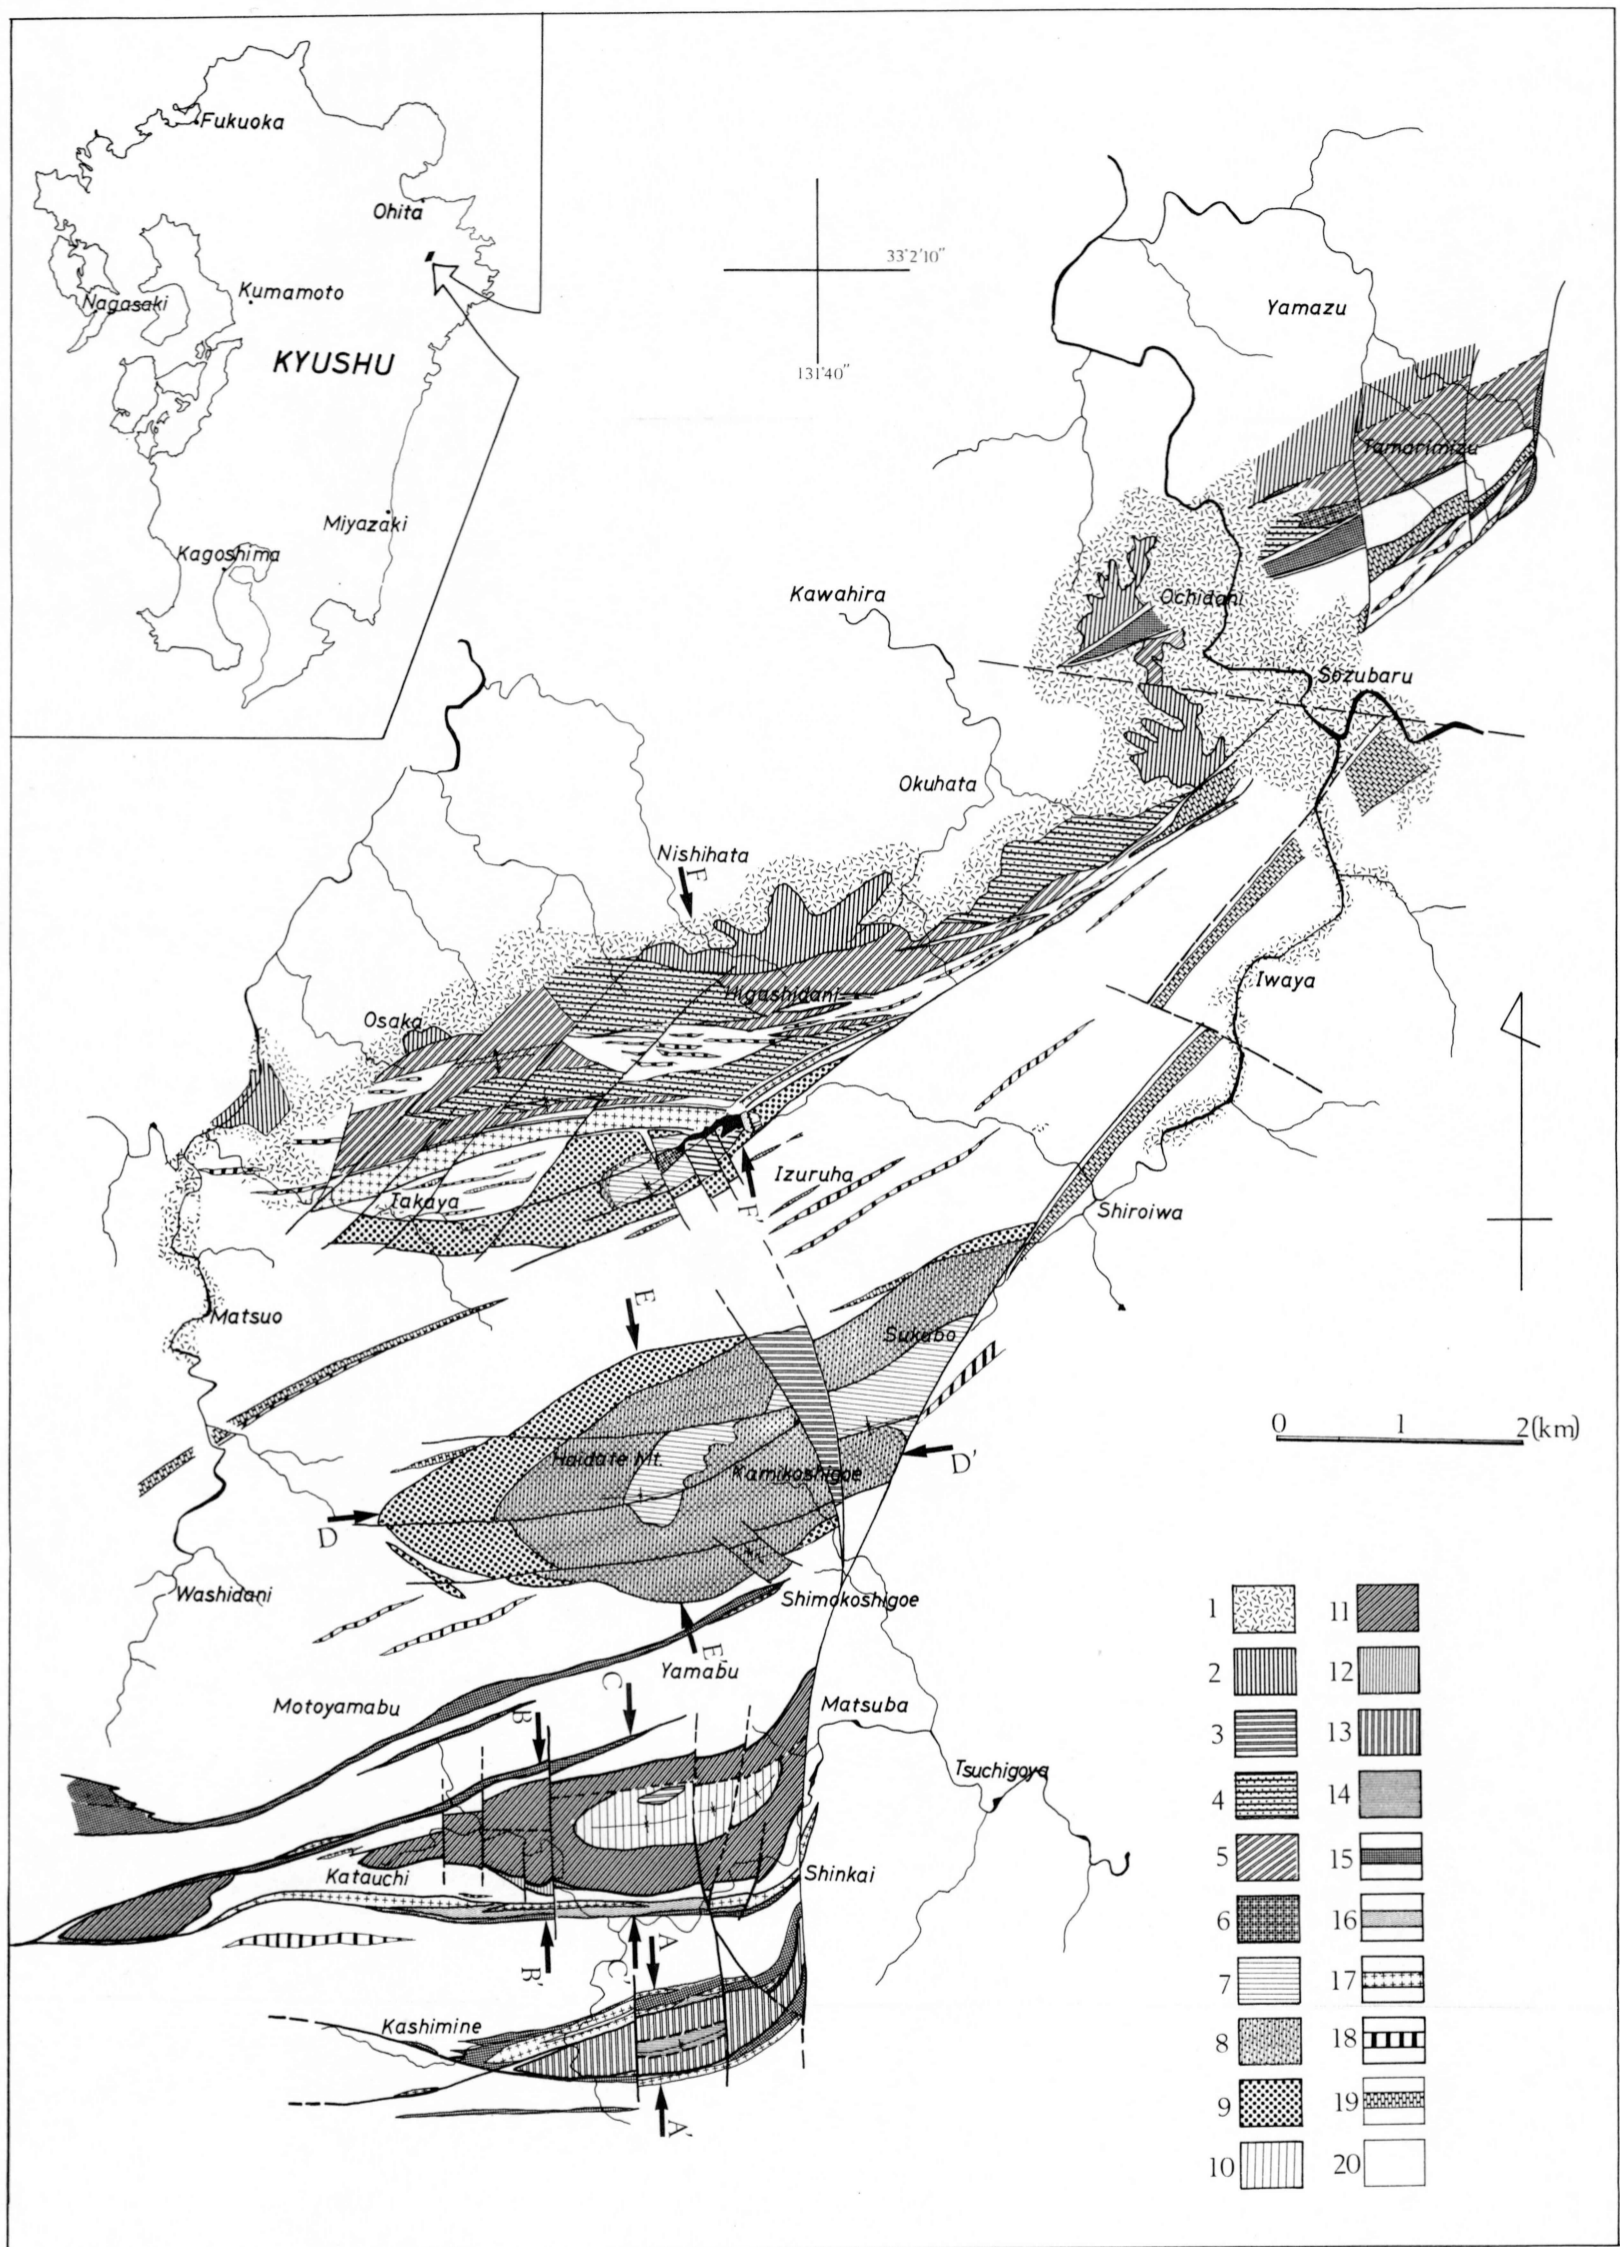 Fukuoka
Ohita
Nagasaki
Kumamoto
KYUSHU
Miyazaki
Kagoshima
33°2'10"
131°40"
Yamazu
Tamarimizu
Kawahira
Ochidani
Sozubaru
Okuhata
Nishihata
F
Higashidani
Iwaya
Osaka
Takaya
Izuruha
F'
Shiroiwa
Matsuo
E
Sukubo
Haidate Mt.
Kamikoshigoe
D
D'
0 1 2(km)
Washidani
Shimokoshigoe
E'
Yamabu
C
Motoyamabu
B
Matsuba
Tsuchigoya
Katauchi
Shinkai
B'
C'
A
Kashimine
A'
1 11
2 12
3 13
4 14
5 15
6 16
7 17
8 18
9 19
10 20